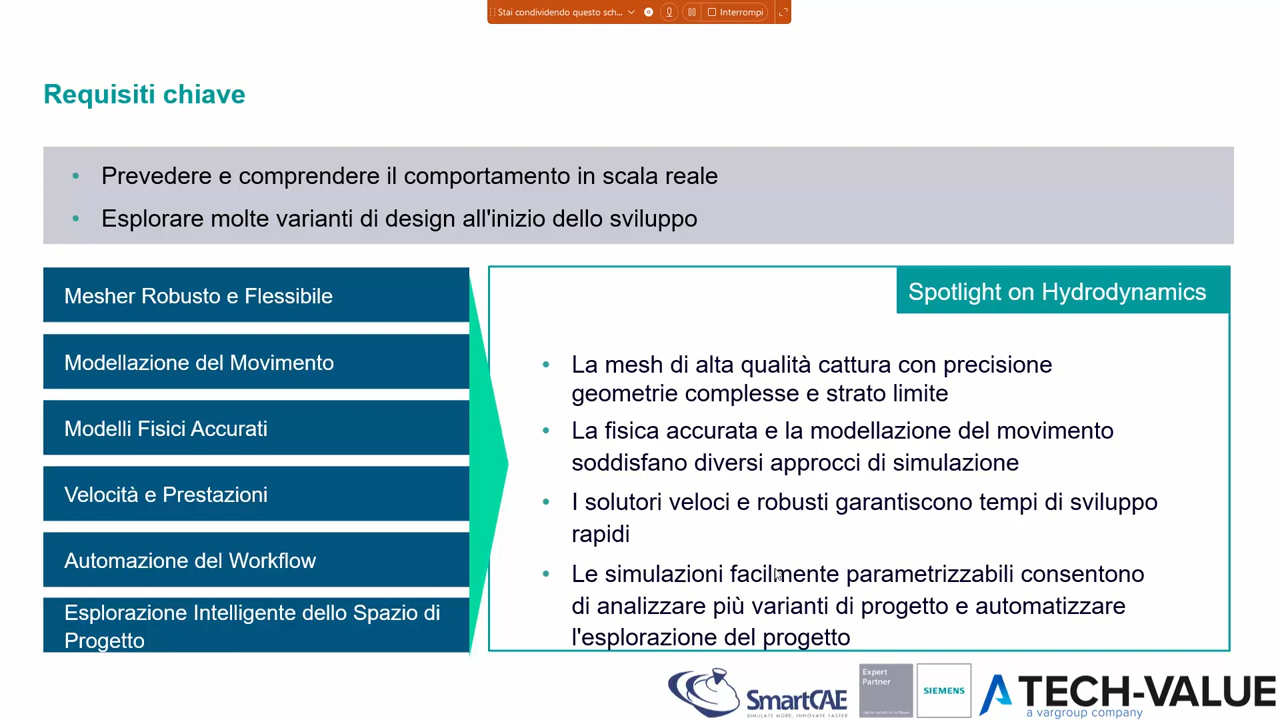 Stai condividendo questo sch...
Interrompi
Requisiti chiave
• Prevedere e comprendere il comportamento in scala reale
• Esplorare molte varianti di design all'inizio dello sviluppo
Mesher Robusto e Flessibile
Modellazione del Movimento
Modelli Fisici Accurati
Velocità e Prestazioni
Automazione del Workflow
Esplorazione Intelligente dello Spazio di
Progetto
Spotlight on Hydrodynamics
• La mesh di alta qualità cattura con precisione
geometrie complesse e strato limite
• La fisica accurata e la modellazione del movimento
soddisfano diversi approcci di simulazione
• I solutori veloci e robusti garantiscono tempi di sviluppo
rapidi
• Le simulazioni facilmente parametrizzabili consentono
di analizzare più varianti di progetto e automatizzare
l'esplorazione del progetto
SmartCAE
SIMULATE MORE, INNOVATE FASTER
Expert
Partner
SIEMENS
TECH-VALUE
a vargroup company